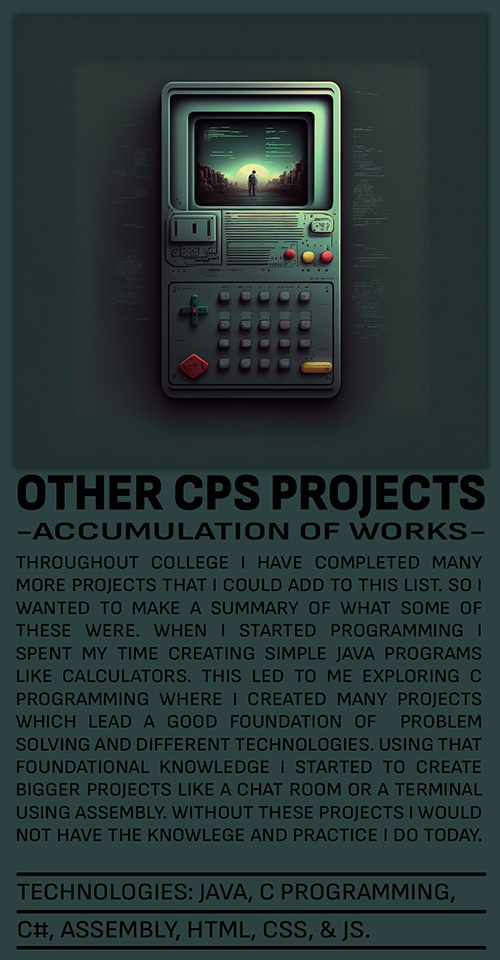 OTHER CPS PROJECTS
–ACCUMULATION OF WORKS–
THROUGHOUT COLLEGE I HAVE COMPLETED MANY
MORE PROJECTS THAT I COULD ADD TO THIS LIST. SO I
WANTED TO MAKE A SUMMARY OF WHAT SOME OF
THESE WERE. WHEN I STARTED PROGRAMMING I
SPENT MY TIME CREATING SIMPLE JAVA PROGRAMS
LIKE CALCULATORS. THIS LED TO ME EXPLORING C
PROGRAMMING WHERE I CREATED MANY PROJECTS
WHICH LEAD A GOOD FOUNDATION OF PROBLEM
SOLVING AND DIFFERENT TECHNOLOGIES. USING THAT
FOUNDATIONAL KNOWLEDGE I STARTED TO CREATE
BIGGER PROJECTS LIKE A CHAT ROOM OR A TERMINAL
USING ASSEMBLY. WITHOUT THESE PROJECTS I WOULD
NOT HAVE THE KNOWLEGE AND PRACTICE I DO TODAY.
TECHNOLOGIES: JAVA, C PROGRAMMING,
C#, ASSEMBLY, HTML, CSS, & JS.